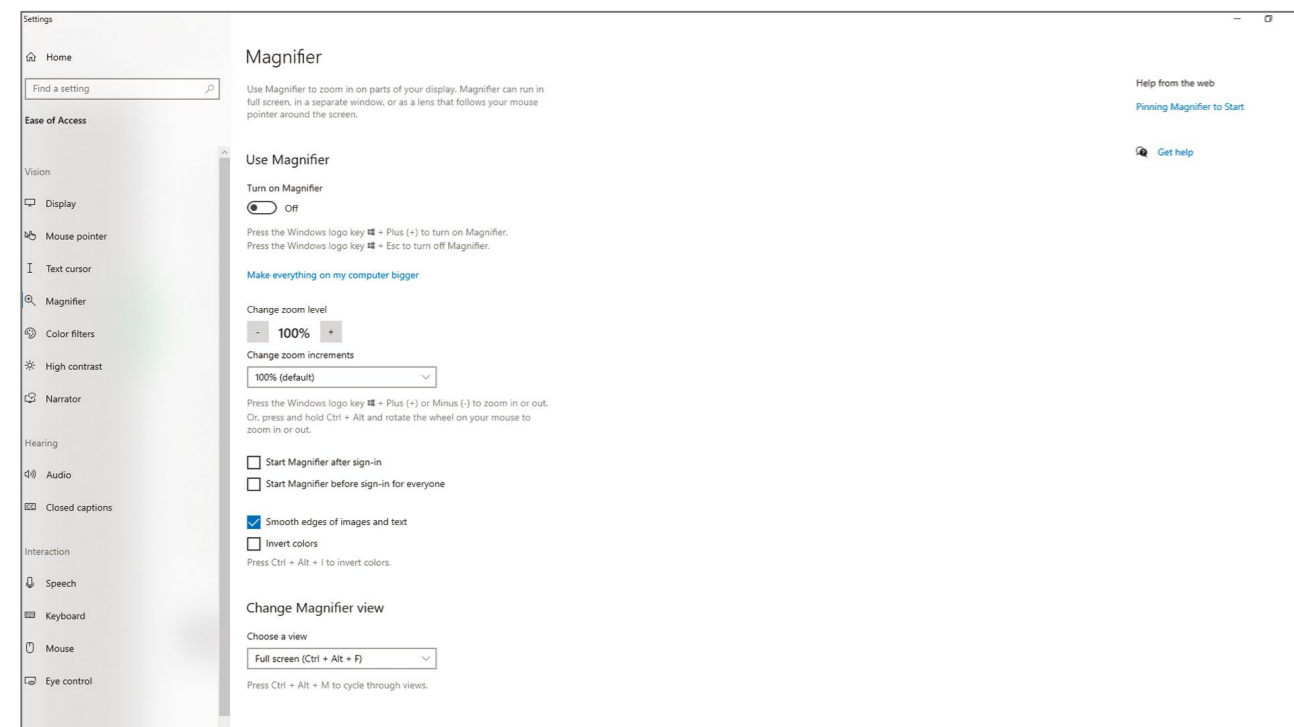 Settings
Home
Find a setting
Ease of Access
Vision
Display
Mouse pointer
Text cursor
Magnifier
Color filters
High contrast
Narrator
Hearing
Audio
Closed captions
Interaction
Speech
Keyboard
Mouse
Eye control
Magnifier
Use Magnifier to zoom in on parts of your display. Magnifier can run in
full screen, in a separate window, or as a lens that follows your mouse
pointer around the screen.
Use Magnifier
Turn on Magnifier
Off
Press the Windows logo key + Plus (+) to turn on Magnifier.
Press the Windows logo key + Esc to turn off Magnifier.
Make everything on my computer bigger
Change zoom level
- 100% +
Change zoom increments
100% (default)
Press the Windows logo key + Plus (+) or Minus (-) to zoom in or out.
Or, press and hold Ctrl + Alt and rotate the wheel on your mouse to
zoom in or out.
Start Magnifier after sign-in
Start Magnifier before sign-in for everyone
Smooth edges of images and text
Invert colors
Press Ctrl + Alt + I to invert colors.
Change Magnifier view
Choose a view
Full screen (Ctrl + Alt + F)
Press Ctrl + Alt + M to cycle through views.
Help from the web
Pinning Magnifier to Start
Get help